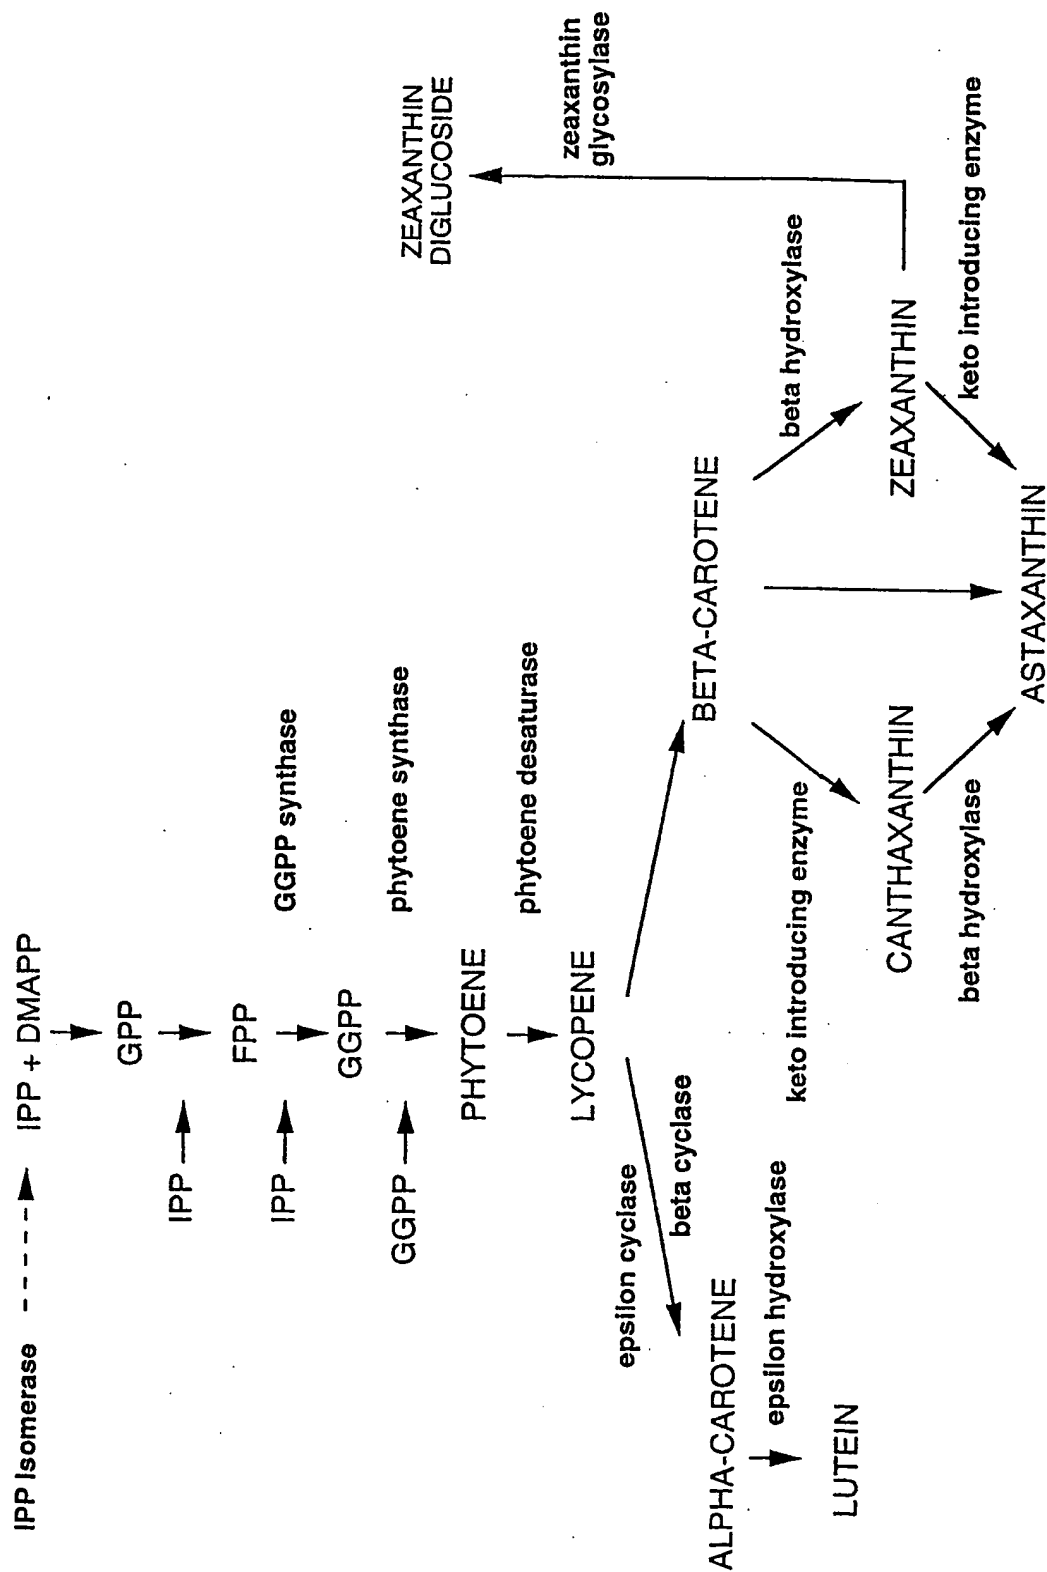 IPP Isomerase
IPP + DMAPP
GPP
IPP
FPP
IPP
GGPP synthase
GGPP
GGPP
phytoene synthase
PHYTOENE
phytoene desaturase
LYCOPENE
epsilon cyclase
beta cyclase
ALPHA-CAROTENE
epsilon hydroxylase
LUTEIN
BETA-CAROTENE
keto introducing enzyme
beta hydroxylase
CANTHAXANTHIN
ZEAXANTHIN
beta hydroxylase
keto introducing enzyme
ASTAXANTHIN
ZEAXANTHIN
DIGLUCOSIDE
zeaxanthin
glycosylase